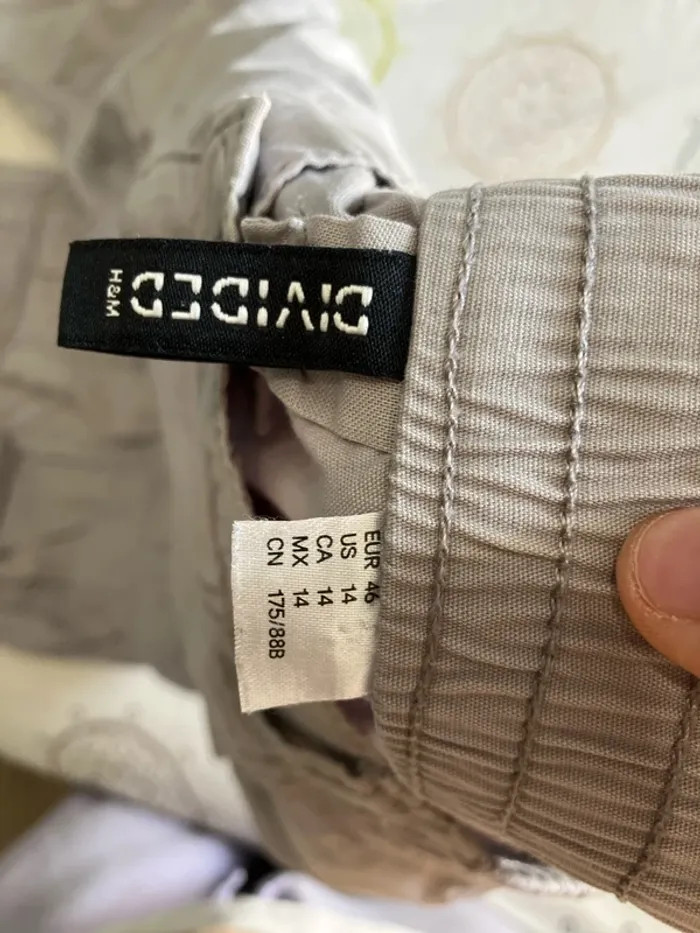 DIVIDED
H&M
EUR 46
US 14
CA 14
MX 14
CN 175/88B